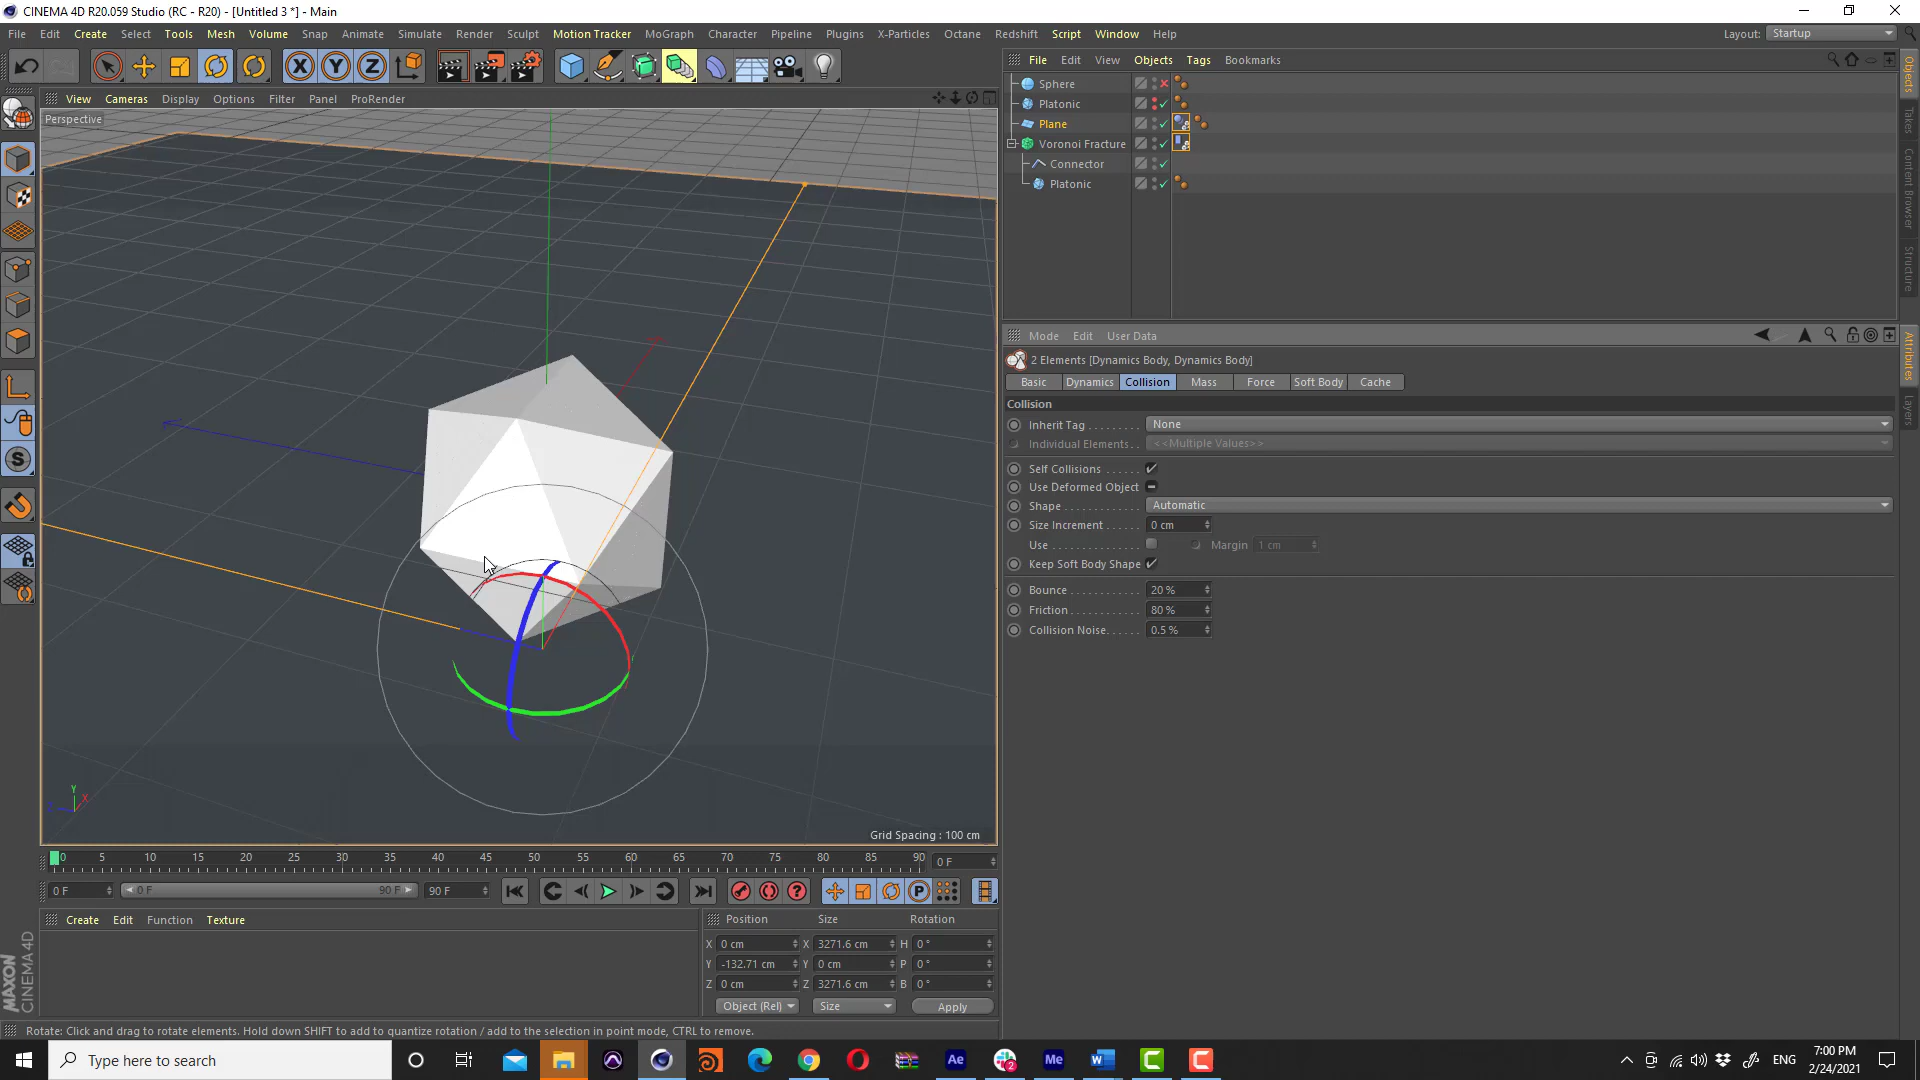 CINEMA 4D R20.059 Studio (RC - R20) - [Untitled 3 *] - Main
File Edit Create Select Tools Mesh Volume Snap Animate Simulate Render Sculpt Motion Tracker MoGraph Character Pipeline Plugins X-Particles Octane Redshift Script Window Help Layout: Startup
View Cameras Display Options Filter Panel ProRender
Perspective
Grid Spacing : 100 cm
Y
X
File Edit View Objects Tags Bookmarks
Sphere
Platonic
Plane
Voronoi Fracture
Connector
Platonic
Objects
Takes
Content Browser
Structure
Mode Edit User Data
2 Elements [Dynamics Body, Dynamics Body]
Basic Dynamics Collision Mass Force Soft Body Cache
Collision
Inherit Tag . . . . . . . . None
Individual Elements . . <<Multiple Values>>
Self Collisions . . . . . .
Use Deformed Object
Shape . . . . . . . . . . . . Automatic
Size Increment . . . . . . 0 cm
Use . . . . . . . . . . . . . . Margin 1 cm
Keep Soft Body Shape
Bounce . . . . . . . . . . . 20 %
Friction . . . . . . . . . . . 80 %
Collision Noise. . . . . . 0.5 %
Attributes
Layers
0 5 10 15 20 25 30 35 40 45 50 55 60 65 70 75 80 85 90 0 F
0 F 0 F 90 F 90 F
Create Edit Function Texture
Position Size Rotation
X 0 cm X 3271.6 cm H 0 °
Y -132.71 cm Y 0 cm P 0 °
Z 0 cm Z 3271.6 cm B 0 °
Object (Rel) Size Apply
MAXON CINEMA 4D
Rotate: Click and drag to rotate elements. Hold down SHIFT to add to quantize rotation / add to the selection in point mode, CTRL to remove.
Type here to search
Ae
2
Me
W
C
C
ENG
7:00 PM
2/24/2021